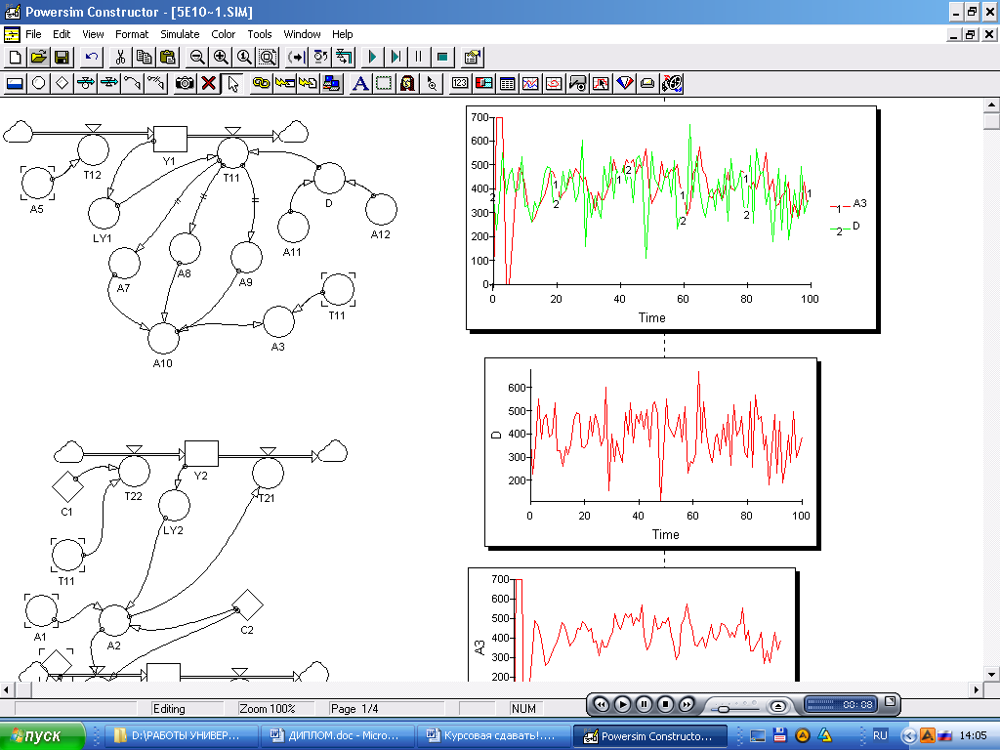 Powersim Constructor - [5E10~1.SIM]
File Edit View Format Simulate Color Tools Window Help
123
A5
T12
Y1
T11
LY1
D
A11
A12
A7
A8
A9
T11
A3
A10
700
600
500
400
300
200
100
0
0 20 40 60 80 100
Time
1 A3
2 D
D
600
500
400
300
200
0 20 40 60 80 100
Time
A3
700
600
500
400
300
200
Y2
C1
T22
T21
LY2
T11
A1
A2
C2
Editing Zoom 100% Page 1/4 NUM 00:08
пуск D:\РАБОТЫ УНИВЕР... ДИПЛОМ.doc - Micro... Курсовая сдавать!.... Powersim Constructo... RU 14:05